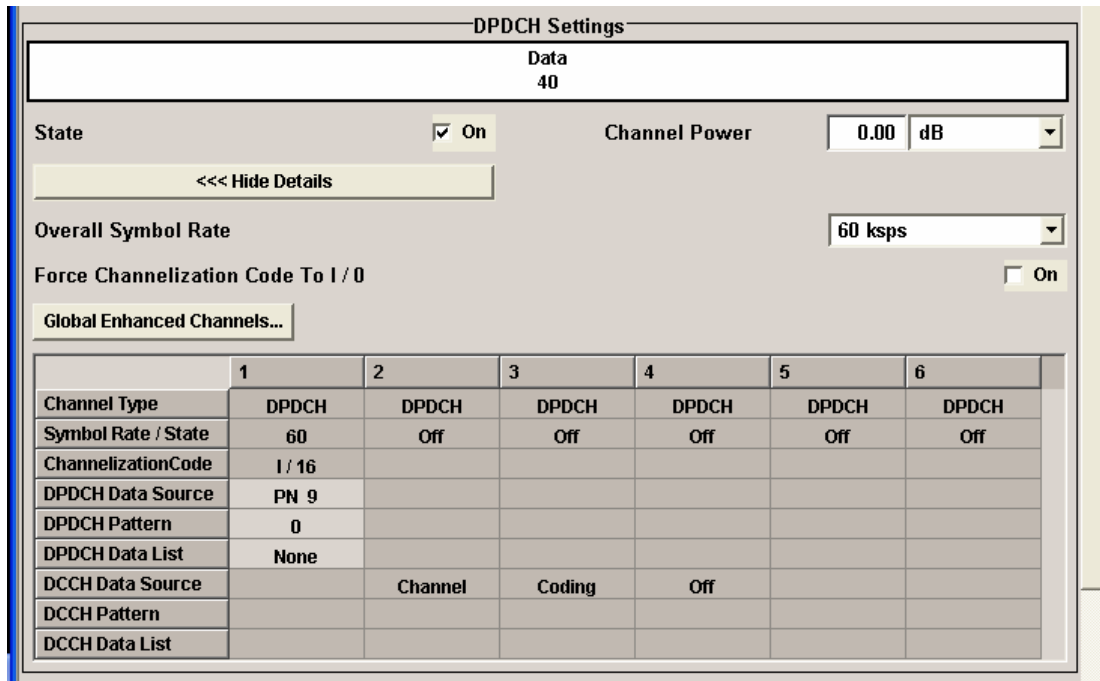 DPDCH Settings
Data
40
State On Channel Power 0.00 dB
<<< Hide Details
Overall Symbol Rate 60 ksps
Force Channelization Code To I / 0 On
Global Enhanced Channels...
1 2 3 4 5 6
Channel Type DPDCH DPDCH DPDCH DPDCH DPDCH DPDCH
Symbol Rate / State 60 Off Off Off Off Off
ChannelizationCode I / 16
DPDCH Data Source PN 9
DPDCH Pattern 0
DPDCH Data List None
DCCH Data Source Channel Coding Off
DCCH Pattern
DCCH Data List